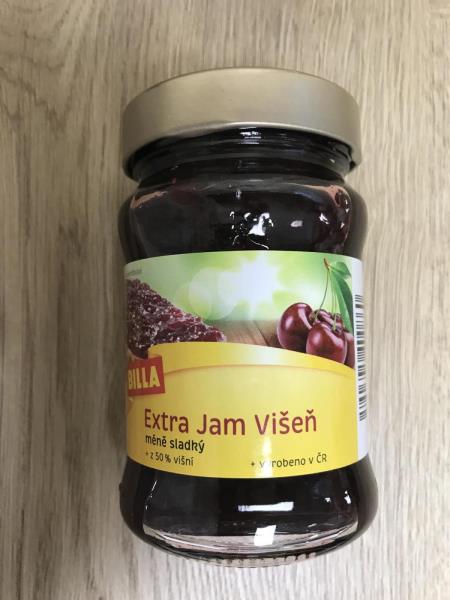 BILLA
Extra Jam Višeň
méně sladký
+ z 50 % višní
+ vyrobeno v ČR